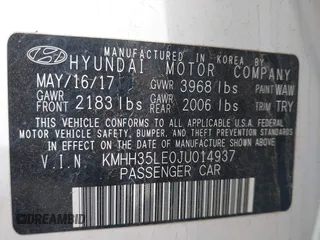 MANUFACTURED IN KOREA BY
HYUNDAI MOTOR COMPANY
MAY/16/17 GVWR 3968 lbs PAINT WAW
GAWR FRONT 2183 lbs GAWR REAR 2006 lbs TRIM TRY
THIS VEHICLE CONFORMS TO ALL APPLICABLE U.S.A FEDERAL
MOTOR VEHICLE SAFETY, BUMPER, AND THEFT PREVENTION
STANDARDS IN EFFECT ON THE DATE OF MANUFACTURE SHOWN ABOVE.
V.I.N. KMHH35LE0JU014937
PASSENGER CAR
DREAMBID